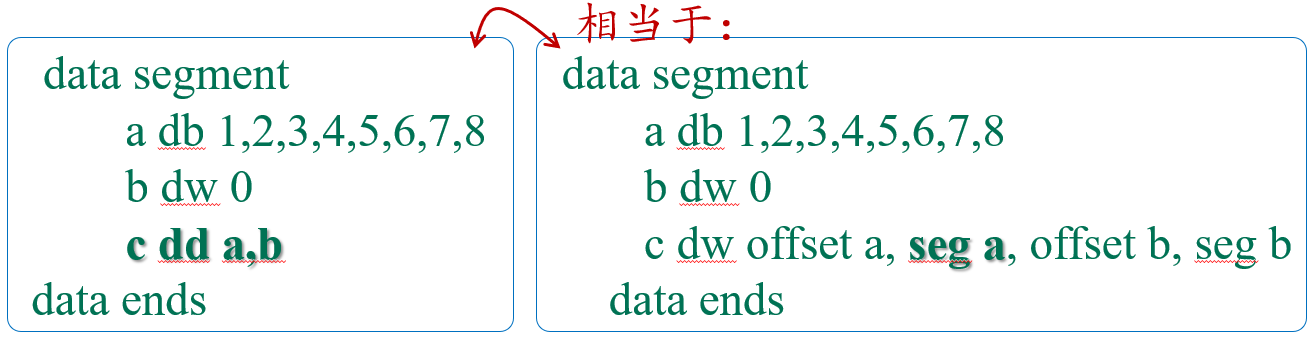 相当于：
data segment
a db 1,2,3,4,5,6,7,8
b dw 0
c dd a,b
data ends
data segment
a db 1,2,3,4,5,6,7,8
b dw 0
c dw offset a, seg a, offset b, seg b
data ends